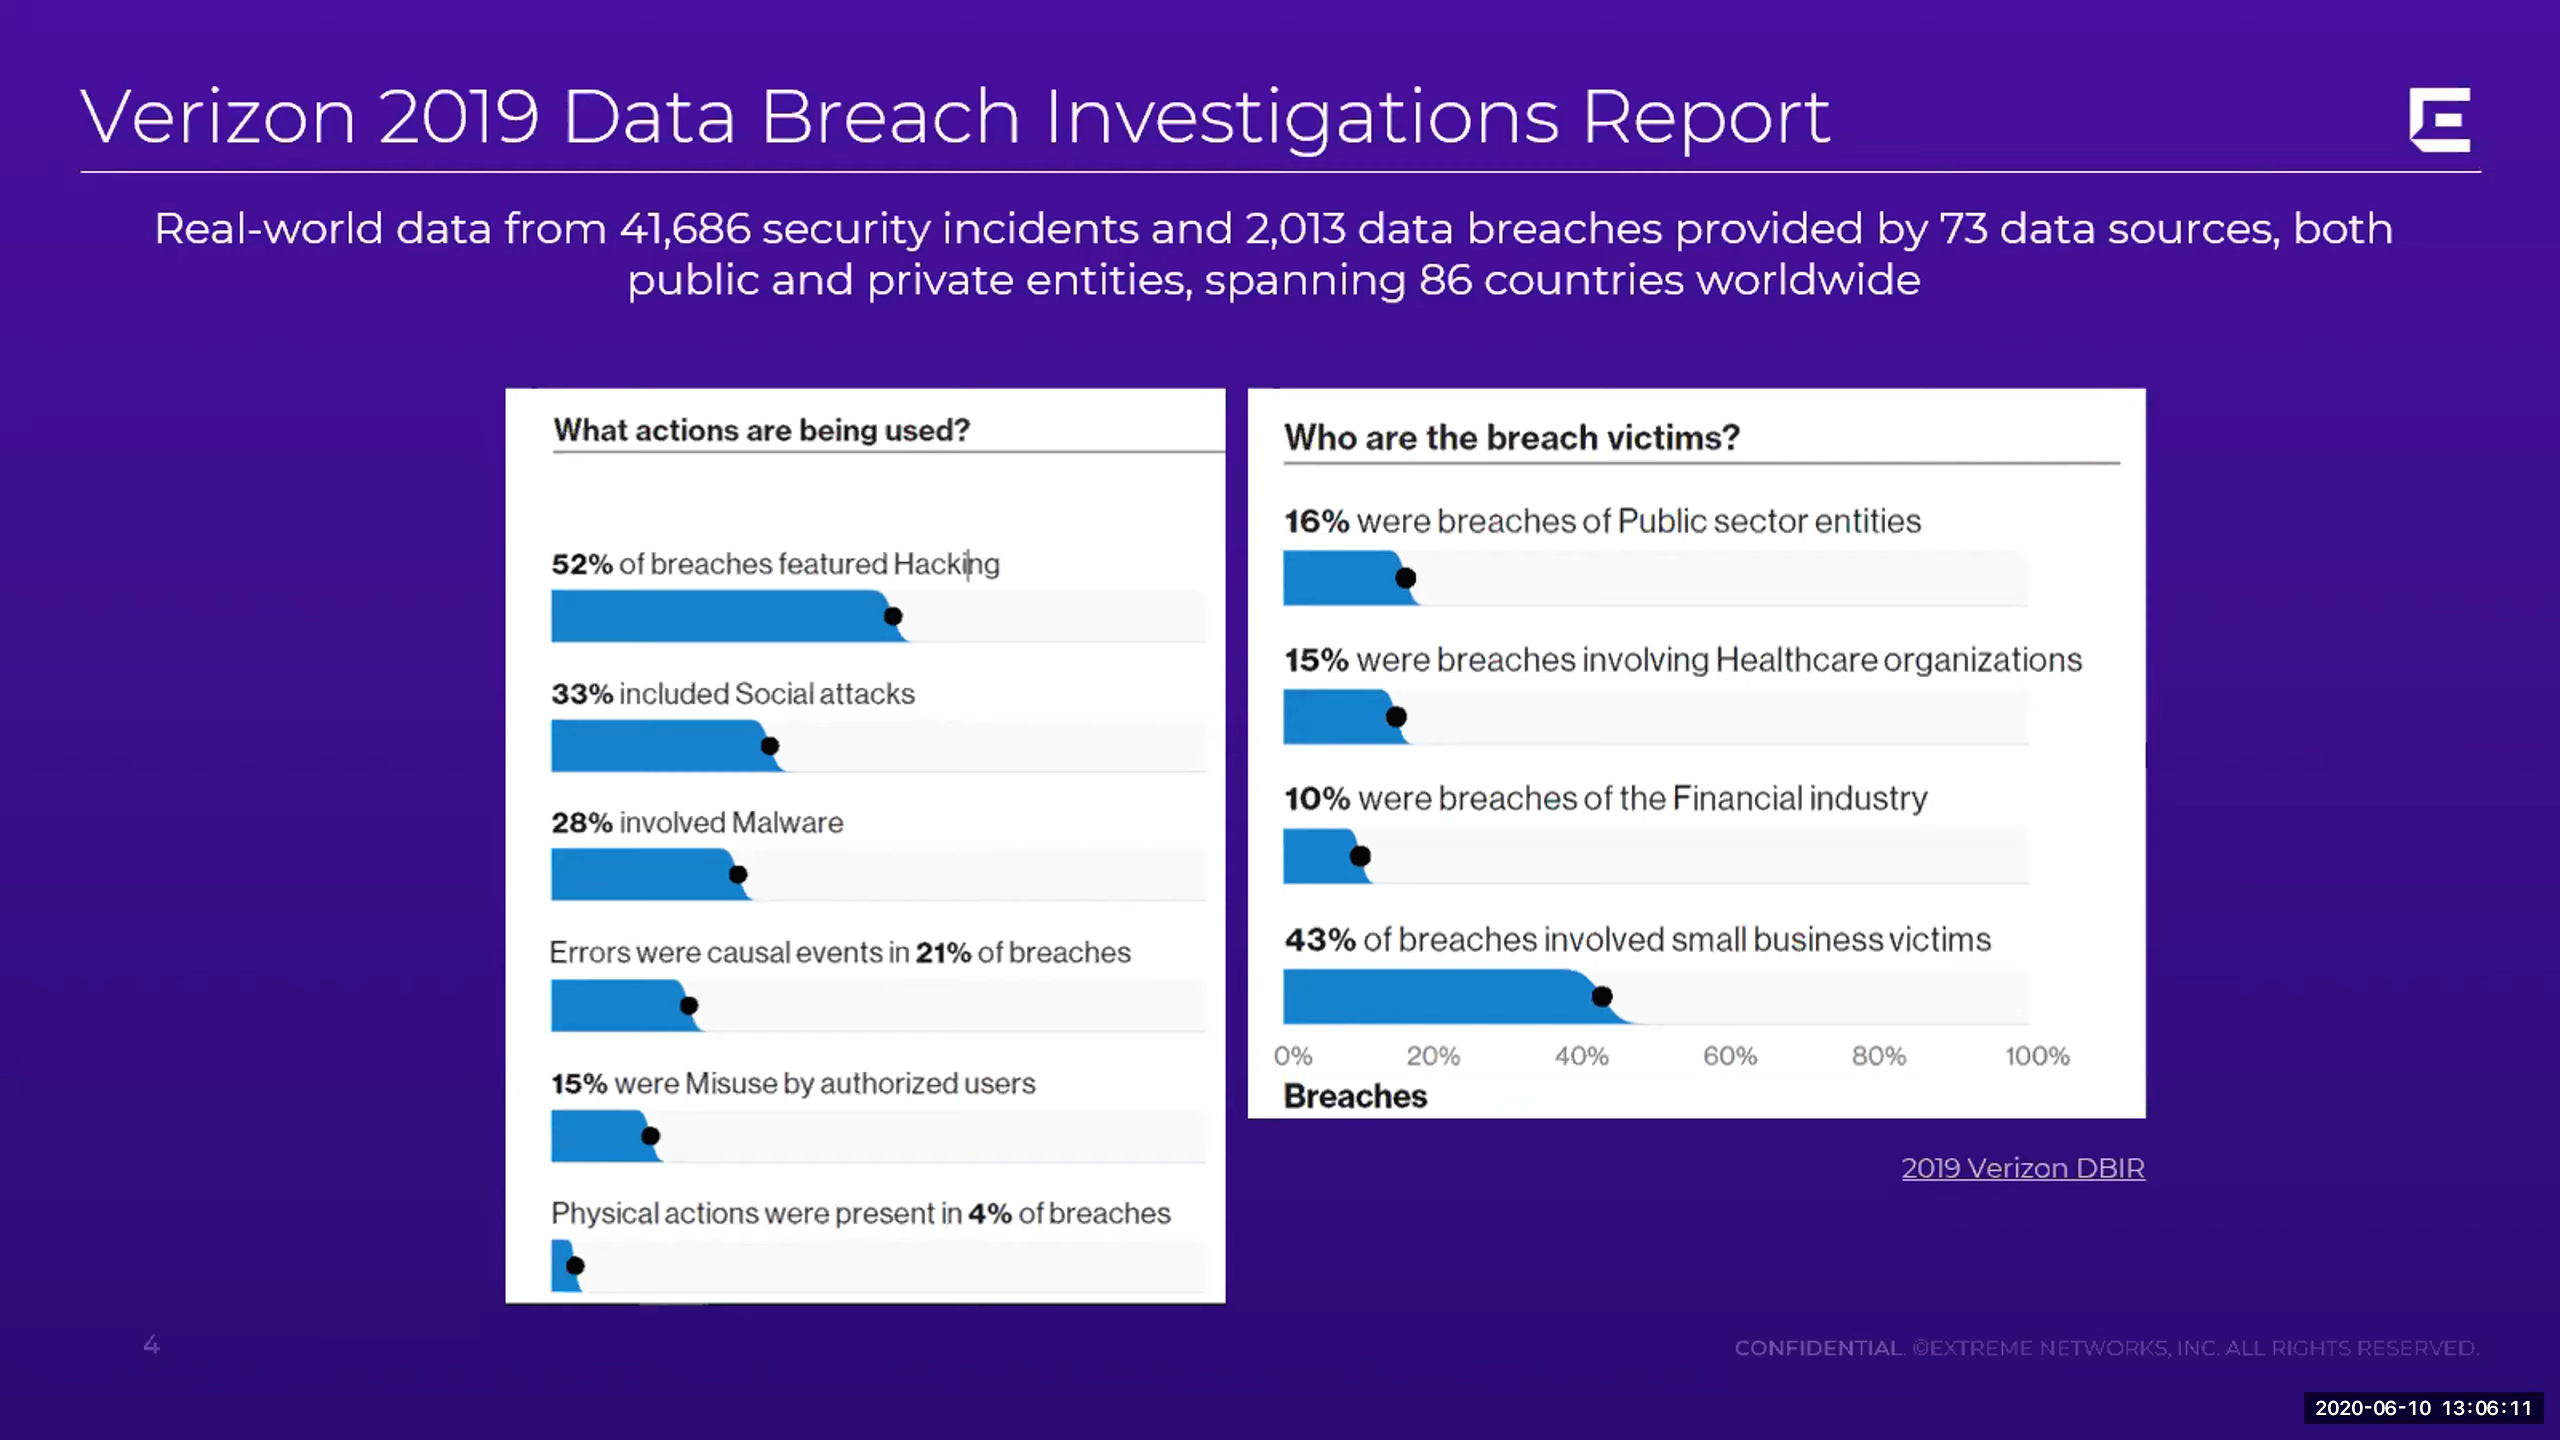 Verizon 2019 Data Breach Investigations Report
Real-world data from 41,686 security incidents and 2,013 data breaches provided by 73 data sources, both
public and private entities, spanning 86 countries worldwide
What actions are being used?
52% of breaches featured Hacking
33% included Social attacks
28% involved Malware
Errors were causal events in 21% of breaches
15% were Misuse by authorized users
Physical actions were present in 4% of breaches
Who are the breach victims?
16% were breaches of Public sector entities
15% were breaches involving Healthcare organizations
10% were breaches of the Financial industry
43% of breaches involved small business victims
0% 20% 40% 60% 80% 100%
Breaches
2019 Verizon DBIR
4
CONFIDENTIAL. ©EXTREME NETWORKS, INC. ALL RIGHTS RESERVED.
2020-06-10 13:06:11